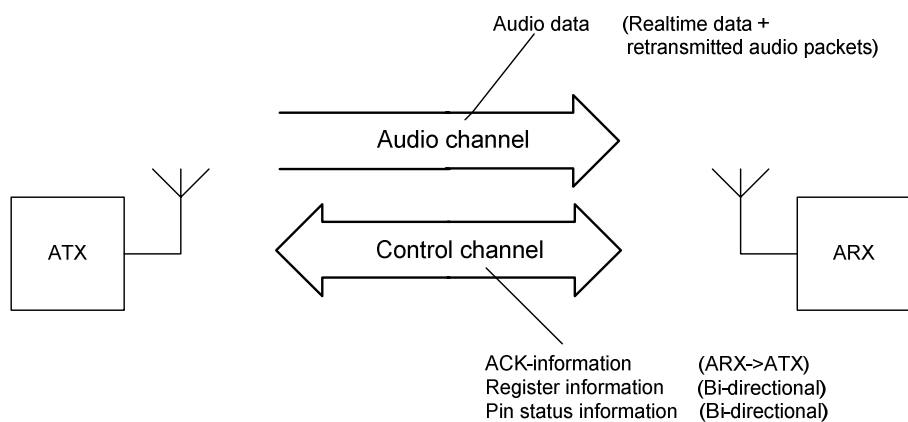 Audio data (Realtime data +
retransmitted audio packets)
Audio channel
ATX
ARX
Control channel
ACK-information (ARX->ATX)
Register information (Bi-directional)
Pin status information (Bi-directional)